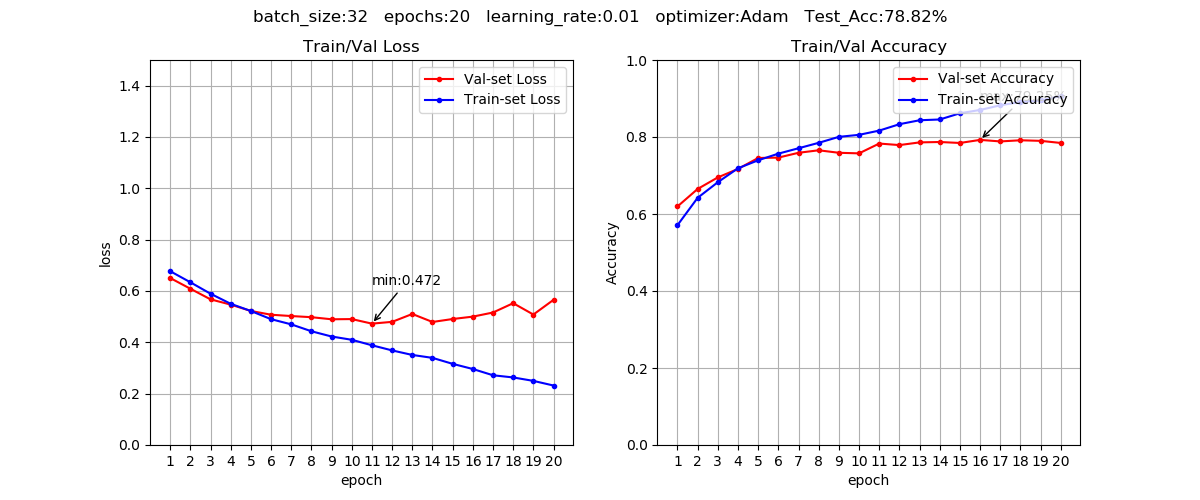 batch_size:32 epochs:20 learning_rate:0.01 optimizer:Adam Test_Acc:78.82%
Train/Val Loss
Val-set Loss
Train-set Loss
min:0.472
1.4
1.2
1.0
0.8
0.6
0.4
0.2
0.0
loss
1 2 3 4 5 6 7 8 9 10 11 12 13 14 15 16 17 18 19 20
epoch
Train/Val Accuracy
Val-set Accuracy
Train-set Accuracy
1.0
0.8
0.6
0.4
0.2
0.0
Accuracy
1 2 3 4 5 6 7 8 9 10 11 12 13 14 15 16 17 18 19 20
epoch